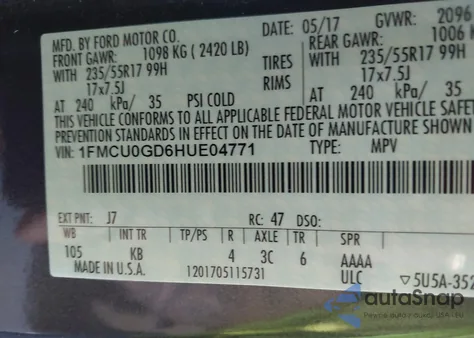 MFD. BY FORD MOTOR CO.
DATE: 05/17 GVWR: 2096
FRONT GAWR: 1098 KG ( 2420 LB) REAR GAWR: 1006 K
WITH 235/55R17 99H TIRES WITH 235/55R17 99H
17x7.5J RIMS 17x7.5J
AT 240 kPa/ 35 PSI COLD AT 240 kPa/ 35
THIS VEHICLE CONFORMS TO ALL APPLICABLE FEDERAL MOTOR VEHICLE SAFE
PREVENTION STANDARDS IN EFFECT ON THE DATE OF MANUFACTURE SHOWN
VIN: 1FMCU0GD6HUE04771 TYPE: MPV
EXT PNT: J7 RC: 47 DSO:
WB INT TR TP/PS R AXLE TR SPR
105 KB 4 3C 6 AAAA
MADE IN U.S.A. 1201705115731 ULC ▽5U5A-352
autoSnap